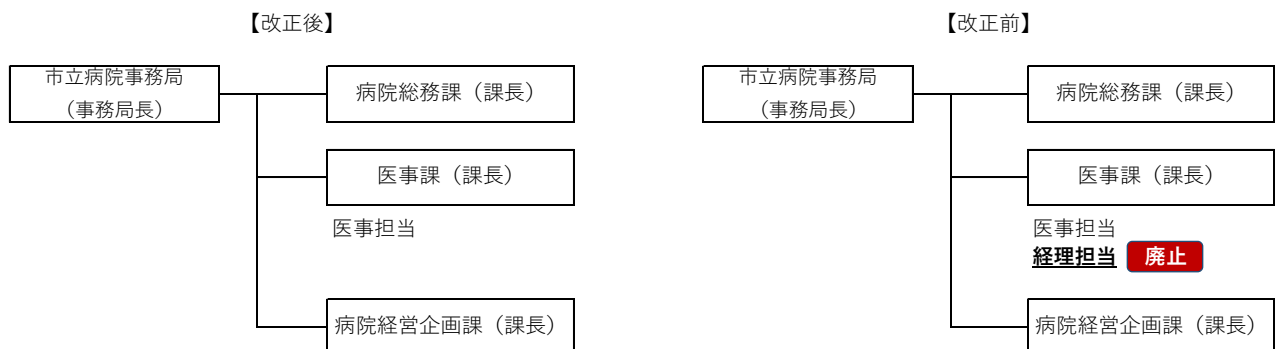 【改正後】
市立病院事務局
（事務局長）
病院総務課（課長）
医事課（課長）
医事担当
病院経営企画課（課長）
【改正前】
市立病院事務局
（事務局長）
病院総務課（課長）
医事課（課長）
医事担当
経理担当 廃止
病院経営企画課（課長）